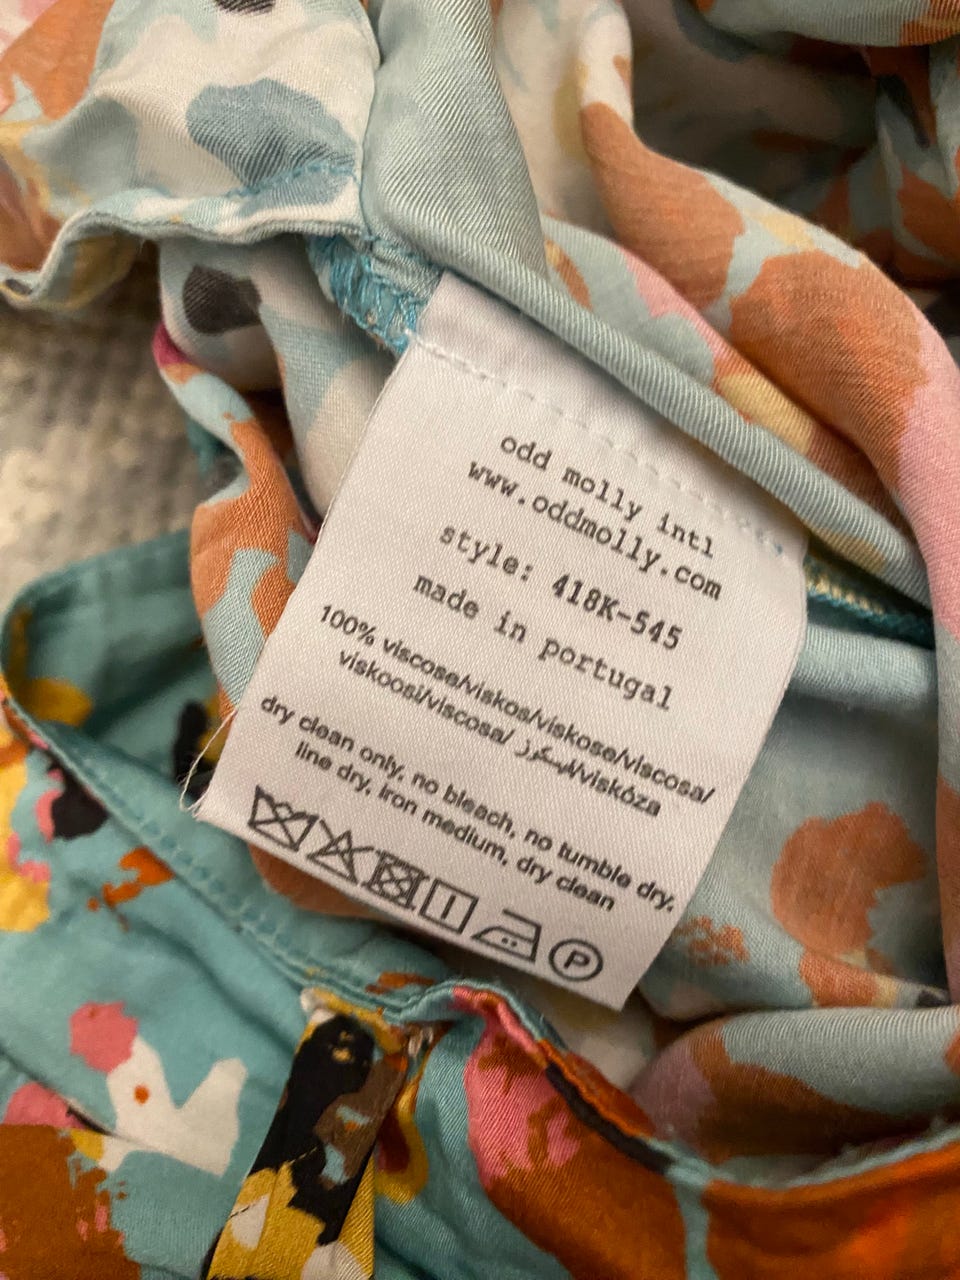 odd molly intl
www.oddmolly.com
style: 418K-545
made in portugal
100% viscose/viskos/viskose/viscosa/
viskoosi/viscosa/ فيسكوز/viskóza
dry clean only, no bleach, no tumble dry,
line dry, iron medium, dry clean
P